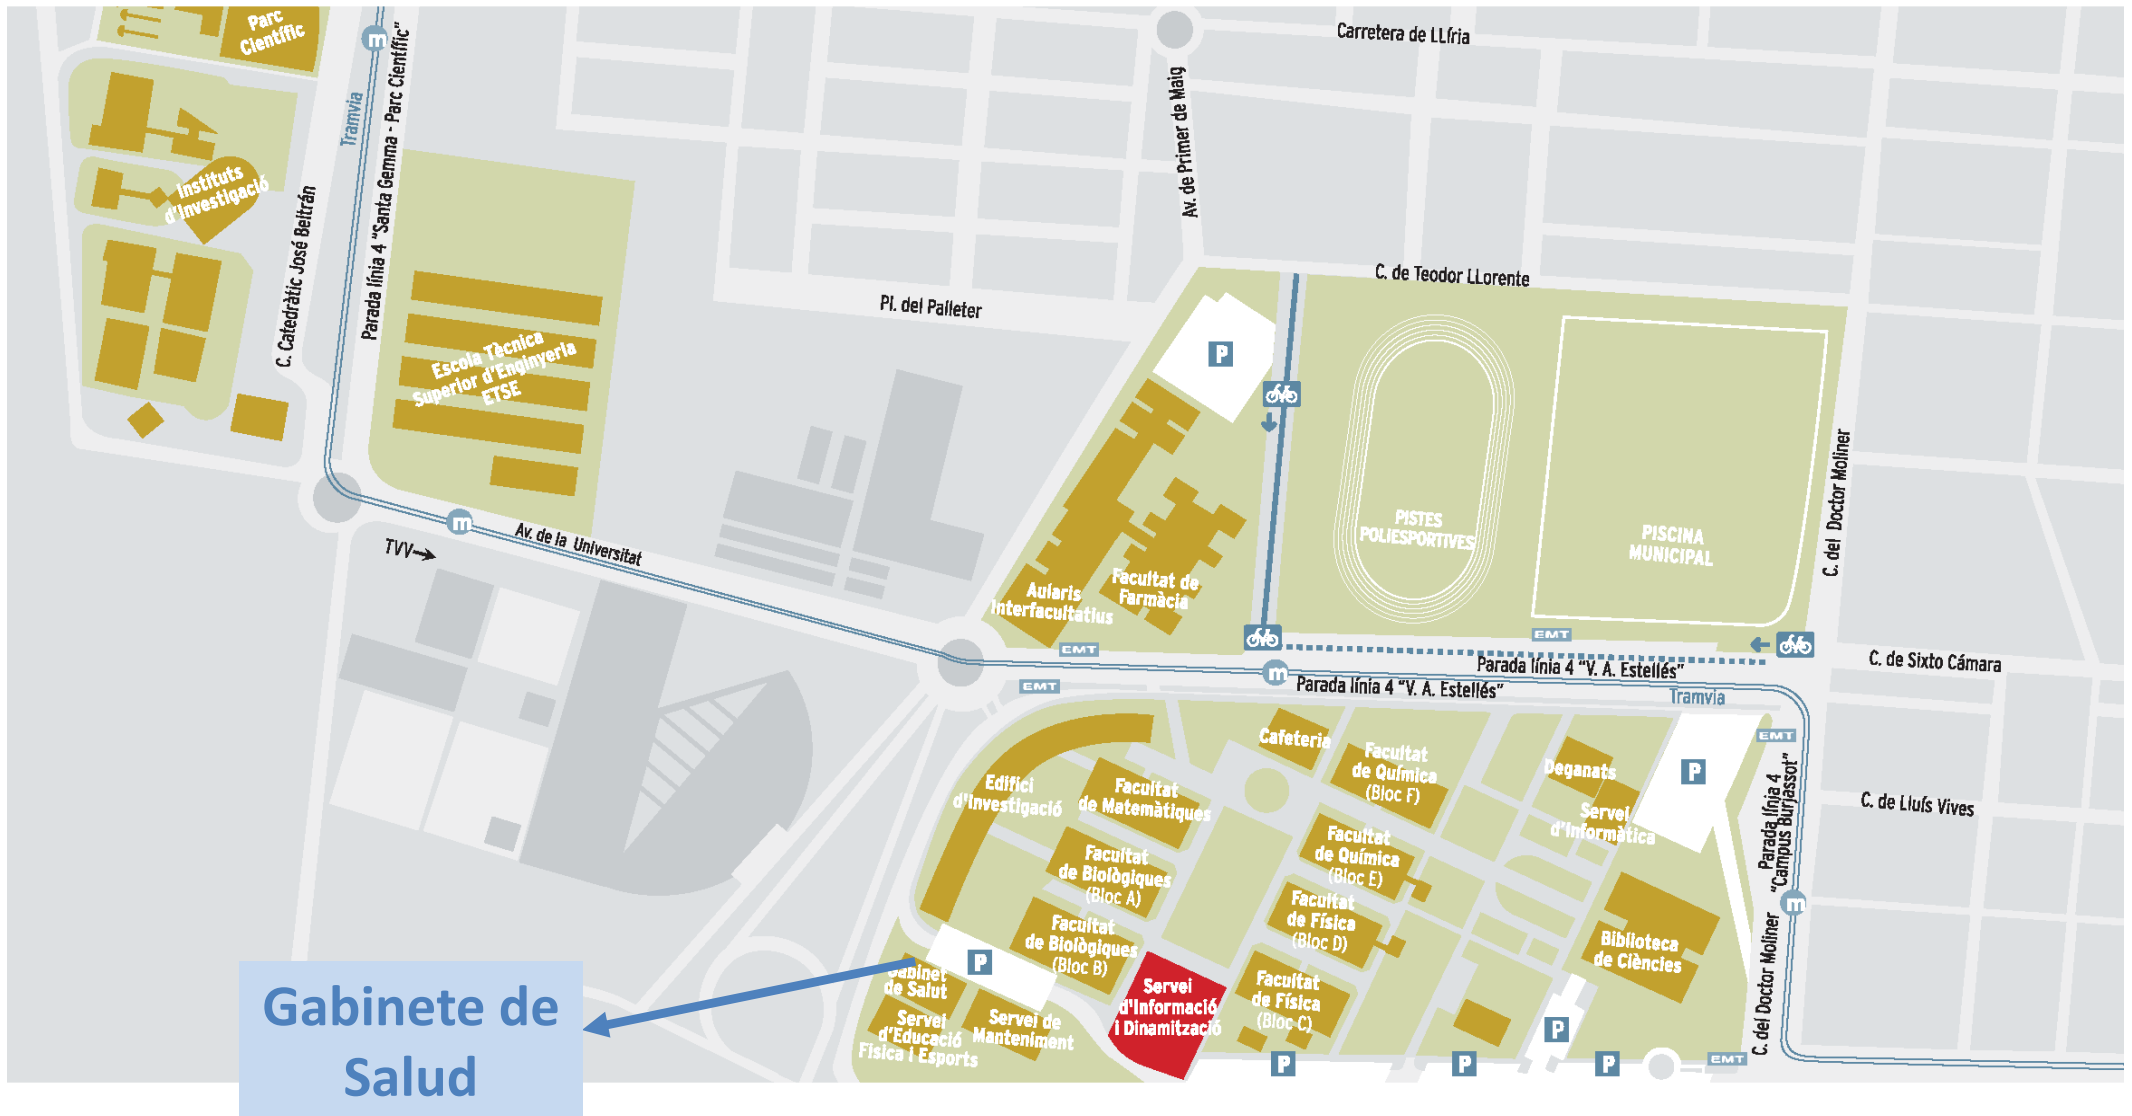 Parc
Científic
m
Tramvia
Parada línia 4 "Santa Gemma - Parc Científic"
Instituts
d'Investigació
C. Catedràtic José Beltrán
Escola Tècnica
Superior d'Enginyeria
ETSE
Carretera de LLíria
Av. de Primer de Maig
C. de Teodor LLorente
Pl. del Palleter
P
PISTES
POLIESPORTIVES
PISCINA
MUNICIPAL
C. del Doctor Moliner
m
Av. de la Universitat
TVV
Aularis
Interfacultatius
Facultat de
Farmàcia
EMT
EMT
EMT
m
Parada línia 4 "V. A. Estellés"
Parada línia 4 "V. A. Estellés"
Tramvia
C. de Sixto Cámara
EMT
Cafeteria
Facultat
de Química
(Bloc F)
Deganats
Servei
d'Informàtica
P
Parada línia 4
"Campus Burjassot"
C. de Lluís Vives
Edifici
d'Investigació
Facultat
de Matemàtiques
Facultat
de Química
(Bloc E)
Facultat
de Biològiques
(Bloc A)
Facultat
de Física
(Bloc D)
m
Facultat
de Biològiques
(Bloc B)
Biblioteca
de Ciències
C. del Doctor Moliner
P
Gabinet
de Salut
Servei
d'Informació
i Dinamització
Facultat
de Física
(Bloc C)
Servei
d'Educació
Física i Esports
Servei de
Manteniment
P
P
P
P
EMT
Gabinete de
Salud